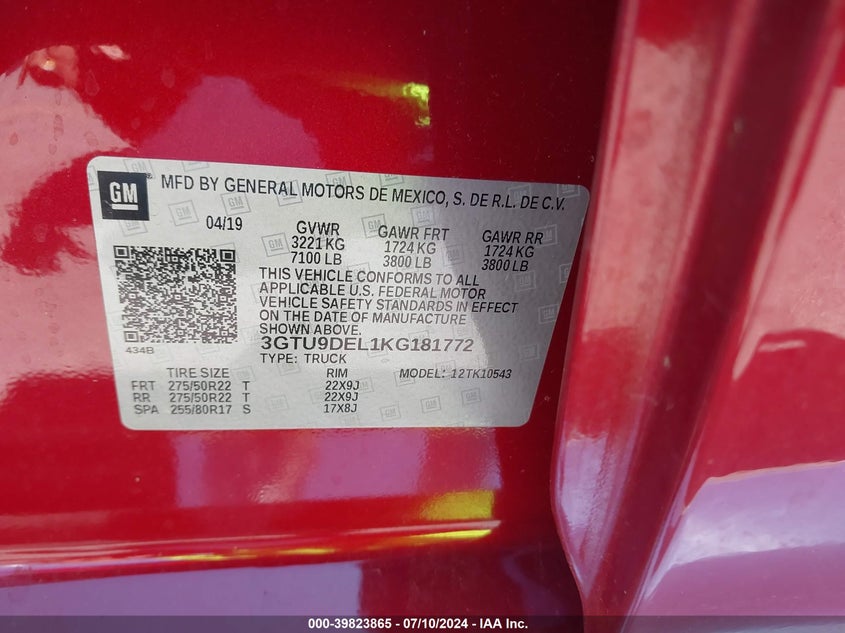 GM MFD BY GENERAL MOTORS DE MEXICO, S. DE R.L. DE C.V.
04/19 GVWR GAWR FRT GAWR RR
3221 KG 1724 KG 1724 KG
7100 LB 3800 LB 3800 LB
THIS VEHICLE CONFORMS TO ALL
APPLICABLE U.S. FEDERAL MOTOR
VEHICLE SAFETY STANDARDS IN EFFECT
ON THE DATE OF MANUFACTURE
SHOWN ABOVE.
434B
3GTU9DEL1KG181772
TYPE: TRUCK MODEL: 12TK10543
TIRE SIZE RIM
FRT 275/50R22 T 22X9J
RR 275/50R22 T 22X9J
SPA 255/80R17 S 17X8J
000-39823865 - 07/10/2024 - IAA Inc.